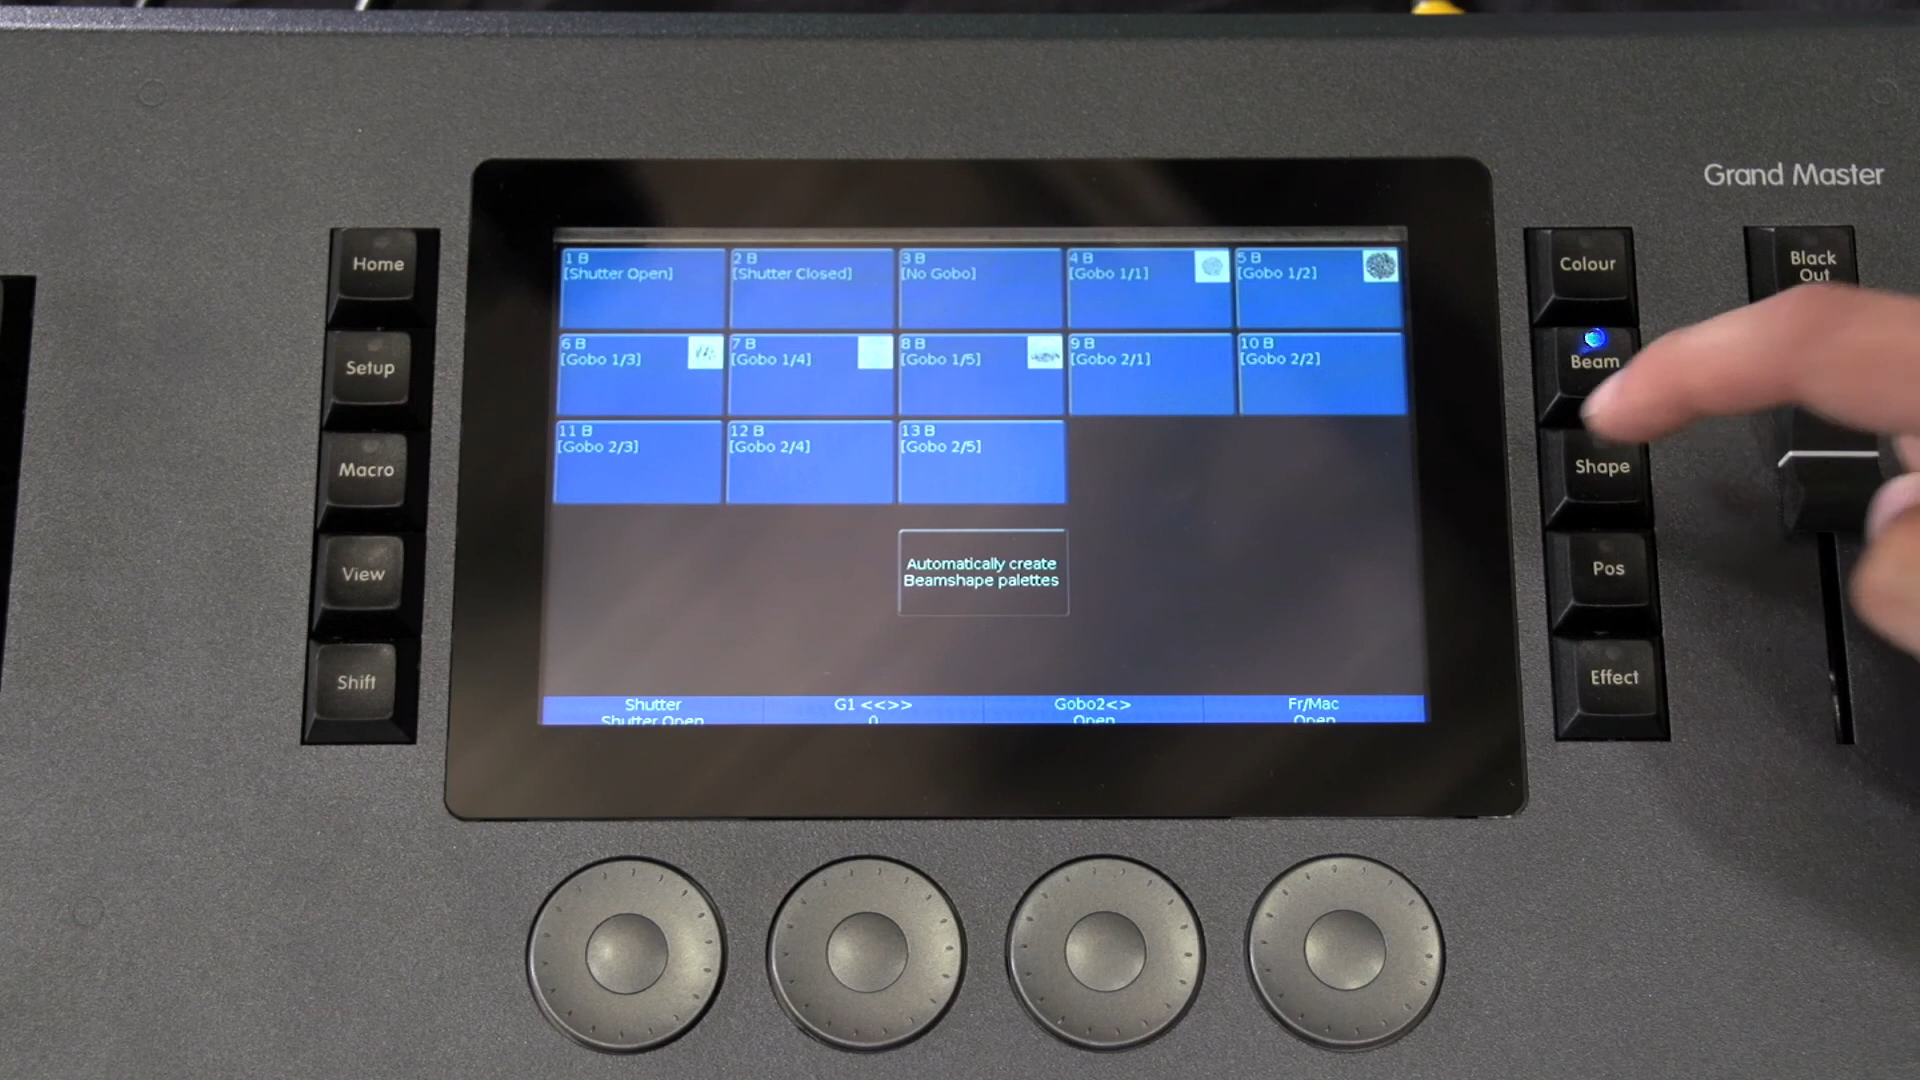 Grand Master
Home
Setup
Macro
View
Shift
1 B
[Shutter Open]
2 B
[Shutter Closed]
3 B
[No Gobo]
4 B
[Gobo 1/1]
5 B
[Gobo 1/2]
6 B
[Gobo 1/3]
7 B
[Gobo 1/4]
8 B
[Gobo 1/5]
9 B
[Gobo 2/1]
10 B
[Gobo 2/2]
11 B
[Gobo 2/3]
12 B
[Gobo 2/4]
13 B
[Gobo 2/5]
Automatically create
Beamshape palettes
Shutter
Shutter Open
G1 <<>>
0
Gobo2<>
Open
Fr/Mac
Open
Colour
Beam
Shape
Pos
Effect
Black
Out